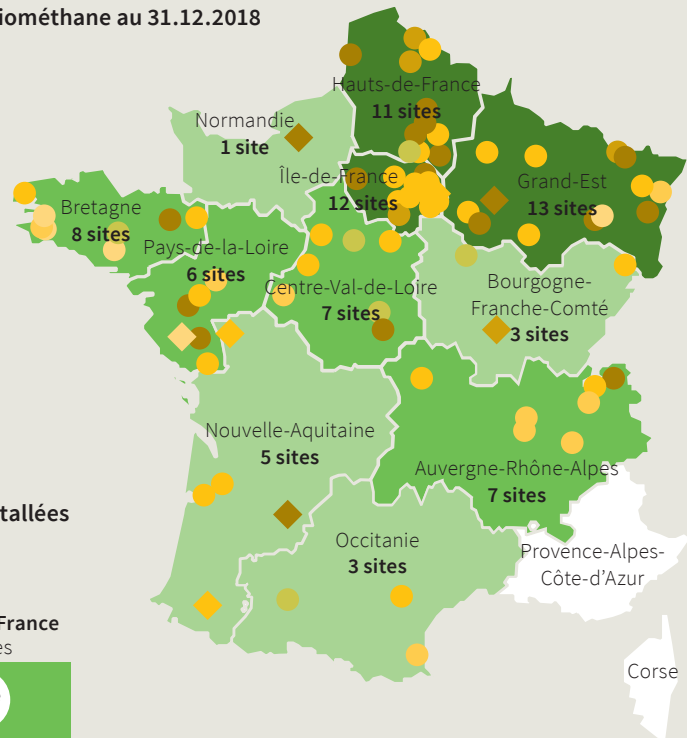 iométhane au 31.12.2018
Hauts-de-France
11 sites
Normandie
1 site
Île-de-France
12 sites
Grand-Est
13 sites
Bretagne
8 sites
Pays-de-la-Loire
6 sites
Centre-Val-de-Loire
7 sites
Bourgogne-
Franche-Comté
3 sites
Nouvelle-Aquitaine
5 sites
Auvergne-Rhône-Alpes
7 sites
tallées
Occitanie
3 sites
Provence-Alpes-
Côte-d’Azur
France
es
Corse